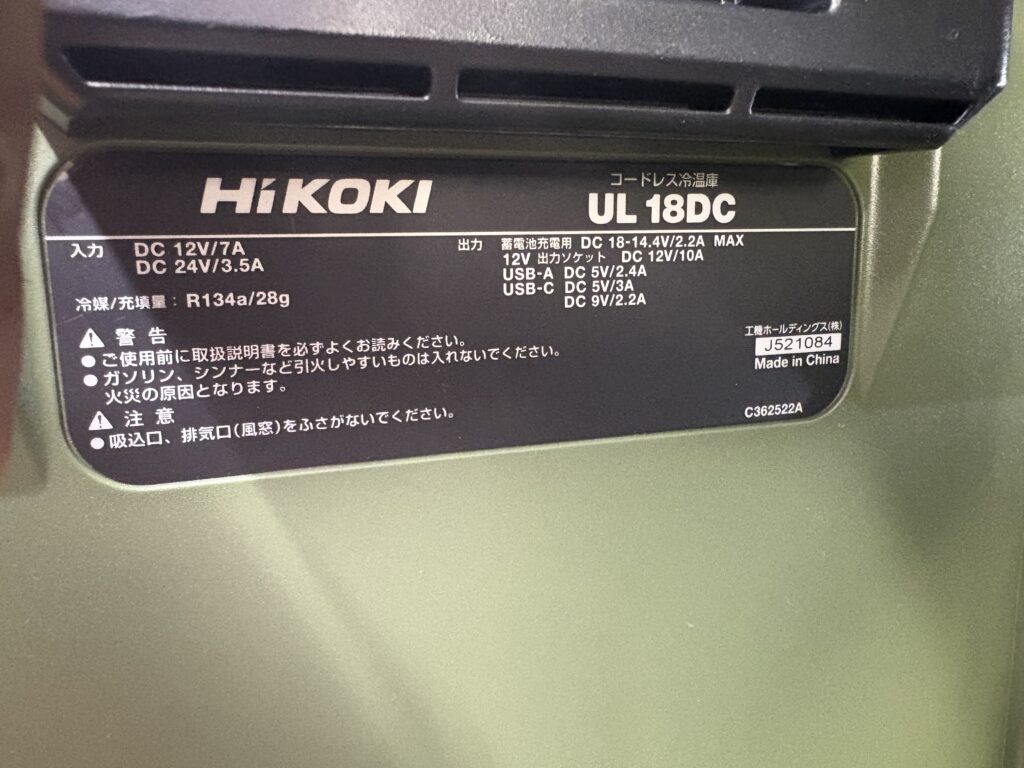 HiKOKI
コードレス冷温庫
UL 18DC
入力 DC 12V/7A
DC 24V/3.5A
冷媒/充填量: R134a/28g
出力 蓄電池充電用 DC 18-14.4V/2.2A MAX
12V 出力ソケット DC 12V/10A
USB-A DC 5V/2.4A
USB-C DC 5V/3A
DC 9V/2.2A
⚠ 警告
● ご使用前に取扱説明書を必ずよくお読みください。
● ガソリン、シンナーなど引火しやすいものは入れないでください。
火災の原因となります。
⚠ 注意
● 吸込口、排気口(風窓)をふさがないでください。
工機ホールディングス(株)
J521084
Made in China
C362522A